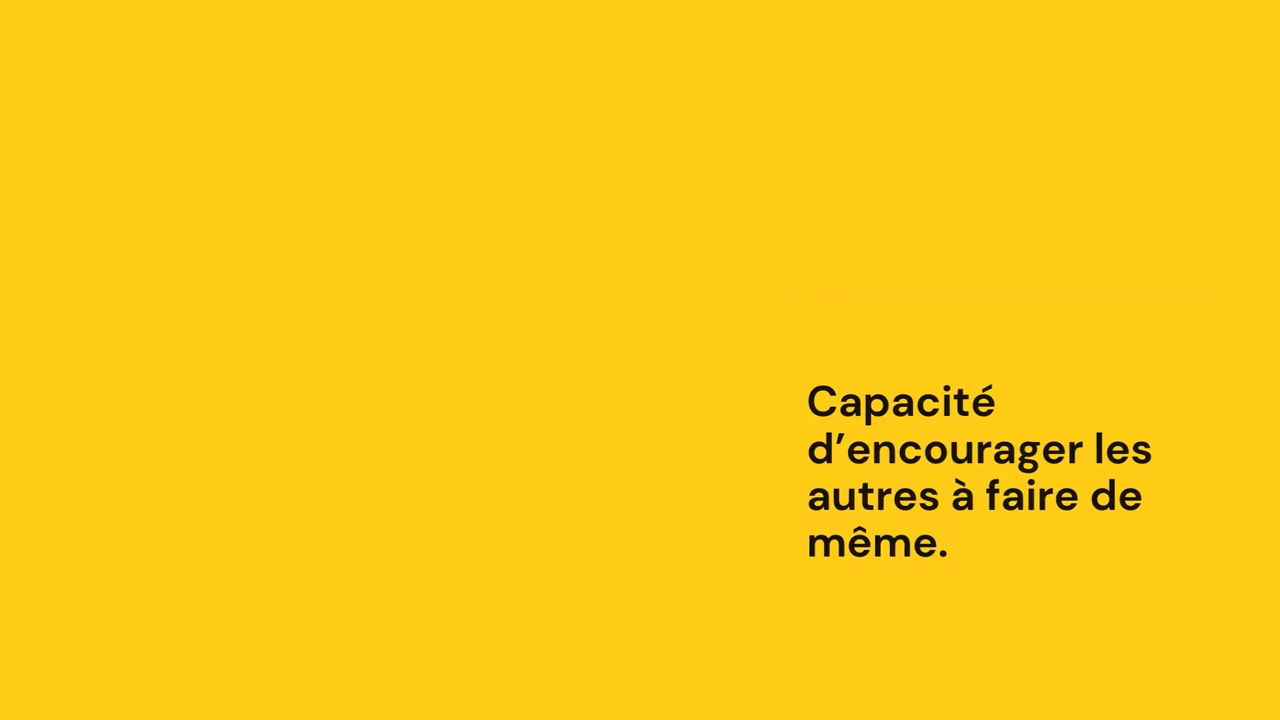 Capacité
d’encourager les
autres à faire de
même.